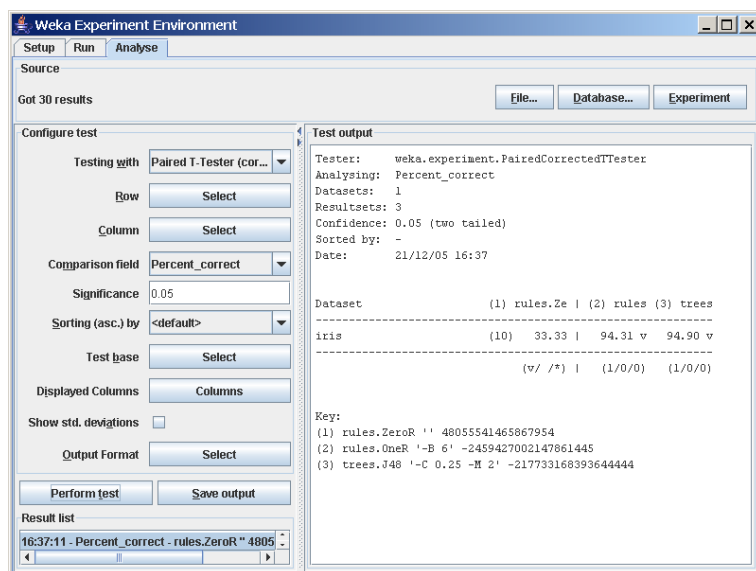 Weka Experiment Environment
Setup Run Analyse
Source
Got 30 results
File... Database... Experiment
Configure test
Testing with Paired T-Tester (cor...
Row Select
Column Select
Comparison field Percent_correct
Significance 0.05
Sorting (asc.) by <default>
Test base Select
Displayed Columns Columns
Show std. deviations
Output Format Select
Perform test Save output
Result list
16:37:11 - Percent_correct - rules.ZeroR '' 4805
Test output
Tester: weka.experiment.PairedCorrectedTTester
Analysing: Percent_correct
Datasets: 1
Resultsets: 3
Confidence: 0.05 (two tailed)
Sorted by: -
Date: 21/12/05 16:37
Dataset (1) rules.Ze | (2) rules (3) trees
--------------------------------------------------------------
iris (10) 33.33 | 94.31 v 94.90 v
--------------------------------------------------------------
(v/ /*) | (1/0/0) (1/0/0)
Key:
(1) rules.ZeroR '' 48055541465867954
(2) rules.OneR '-B 6' -2459427002147861445
(3) trees.J48 '-C 0.25 -M 2' -217733168393644444